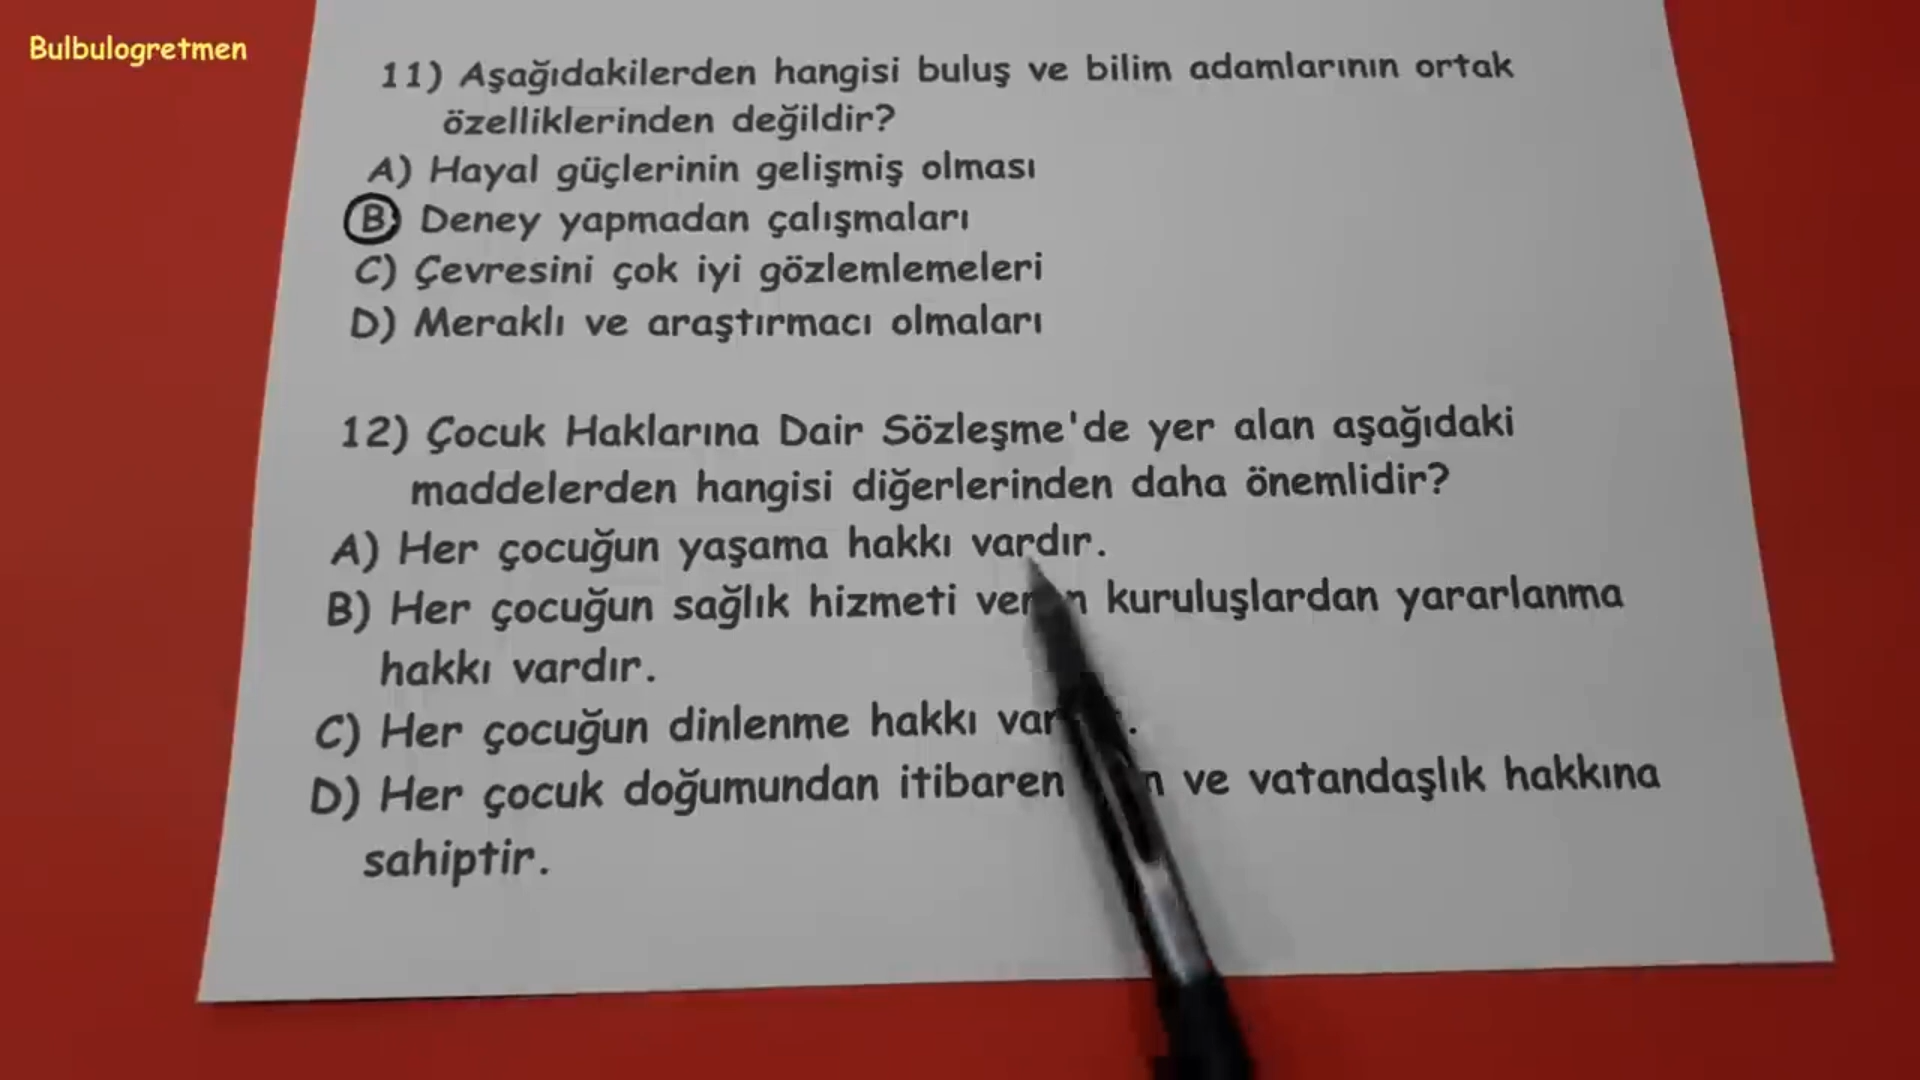 Bulbulogretmen
11) Aşağıdakilerden hangisi buluş ve bilim adamlarının ortak
özelliklerinden değildir?
A) Hayal güçlerinin gelişmiş olması
B) Deney yapmadan çalışmaları
C) Çevresini çok iyi gözlemlemeleri
D) Meraklı ve araştırmacı olmaları
12) Çocuk Haklarına Dair Sözleşme'de yer alan aşağıdaki
maddelerden hangisi diğerlerinden daha önemlidir?
A) Her çocuğun yaşama hakkı vardır.
B) Her çocuğun sağlık hizmeti veren kuruluşlardan yararlanma
hakkı vardır.
C) Her çocuğun dinlenme hakkı vardır.
D) Her çocuk doğumundan itibaren ve vatandaşlık hakkına
sahiptir.